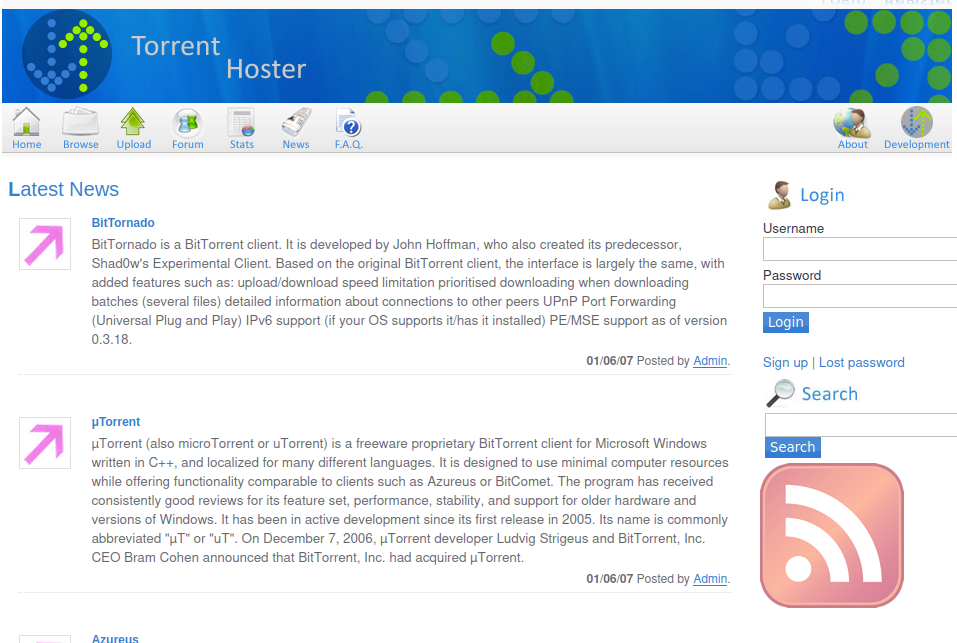 Login Register
Torrent
Hoster
Home Browse Upload Forum Stats News F.A.Q. About Development
Latest News
BitTornado
BitTornado is a BitTorrent client. It is developed by John Hoffman, who also created its predecessor,
Shad0w's Experimental Client. Based on the original BitTorrent client, the interface is largely the same, with
added features such as: upload/download speed limitation prioritised downloading when downloading
batches (several files) detailed information about connections to other peers UPnP Port Forwarding
(Universal Plug and Play) IPv6 support (if your OS supports it/has it installed) PE/MSE support as of version
0.3.18.
01/06/07 Posted by Admin.
µTorrent
µTorrent (also microTorrent or uTorrent) is a freeware proprietary BitTorrent client for Microsoft Windows
written in C++, and localized for many different languages. It is designed to use minimal computer resources
while offering functionality comparable to clients such as Azureus or BitComet. The program has received
consistently good reviews for its feature set, performance, stability, and support for older hardware and
versions of Windows. It has been in active development since its first release in 2005. Its name is commonly
abbreviated "µT" or "uT". On December 7, 2006, µTorrent developer Ludvig Strigeus and BitTorrent, Inc.
CEO Bram Cohen announced that BitTorrent, Inc. had acquired µTorrent.
01/06/07 Posted by Admin.
Azureus
Login
Username
Password
Login
Sign up | Lost password
Search
Search